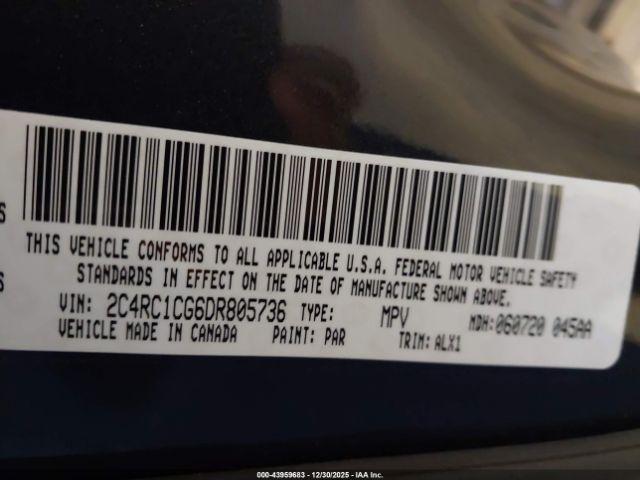 THIS VEHICLE CONFORMS TO ALL APPLICABLE U.S.A. FEDERAL MOTOR VEHICLE SAFETY
STANDARDS IN EFFECT ON THE DATE OF MANUFACTURE SHOWN ABOVE.
VIN: 2C4RC1CG6DR805736 TYPE: MPV MDH: 060720 045AA
VEHICLE MADE IN CANADA PAINT: PAR TRIM: ALX1
000-43959683 - 12/30/2025 - IAA Inc.